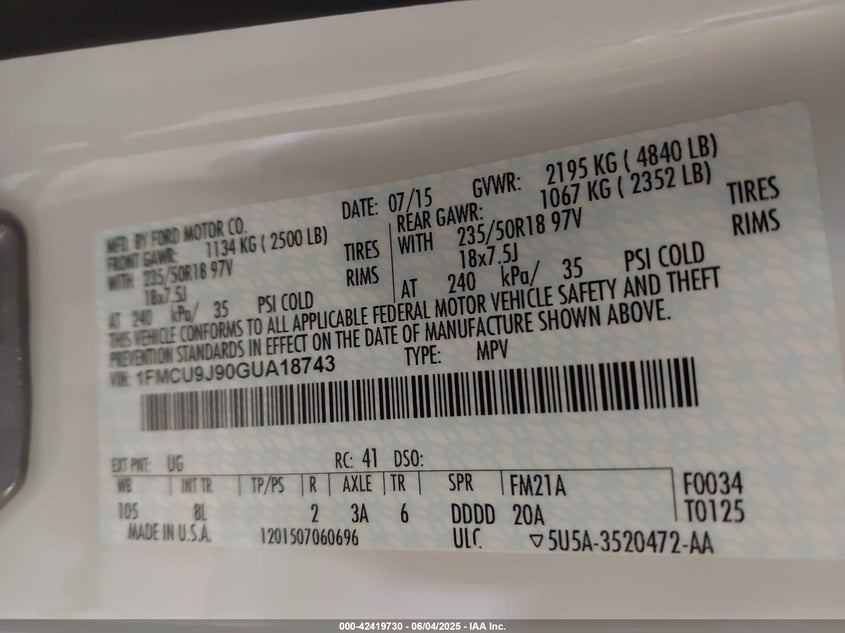 MFD. BY FORD MOTOR CO. DATE: 07/15 GVWR: 2195 KG ( 4840 LB)
FRONT GAWR: 1134 KG ( 2500 LB) REAR GAWR: 1067 KG ( 2352 LB)
WITH 235/50R18 97V TIRES WITH 235/50R18 97V TIRES
18x7.5J RIMS 18x7.5J RIMS
AT 240 kPa/ 35 PSI COLD AT 240 kPa/ 35 PSI COLD
THIS VEHICLE CONFORMS TO ALL APPLICABLE FEDERAL MOTOR VEHICLE SAFETY AND THEFT
PREVENTION STANDARDS IN EFFECT ON THE DATE OF MANUFACTURE SHOWN ABOVE.
VIN: 1FMCU9J90GUA18743 TYPE: MPV
EXT PNT: UG RC: 41 DSO:
WB INT TR TP/PS R AXLE TR SPR FM21A F0034
105 8L 2 3A 6 DDDD 20A T0125
MADE IN U.S.A. 1201507060696 ULC ▽5U5A-3520472-AA
000-42419730 - 06/04/2025 - IAA Inc.